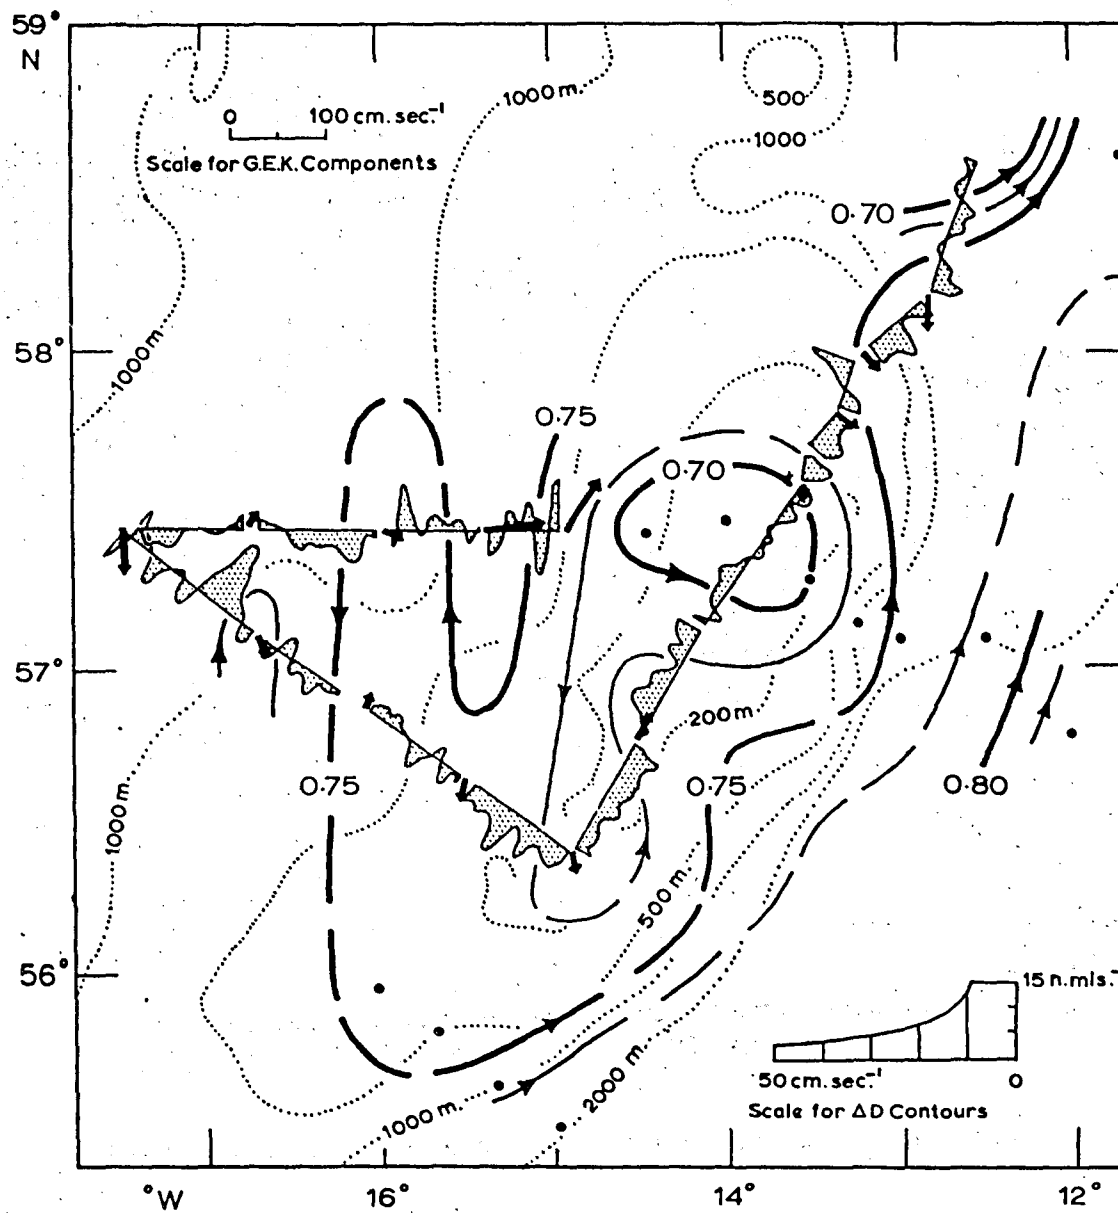 59°
N
1000 m.
500
1000
0 100 cm. sec.⁻¹
Scale for G.E.K. Components
0.70
1000 m
58°
0.75
0.70
57°
200 m
0.75
0.75
0.80
1000 m
500 m.
56°
15 n. mls.
50 cm. sec.⁻¹ 0
Scale for ΔD Contours
1000 m.
2000 m.
°W 16° 14° 12°